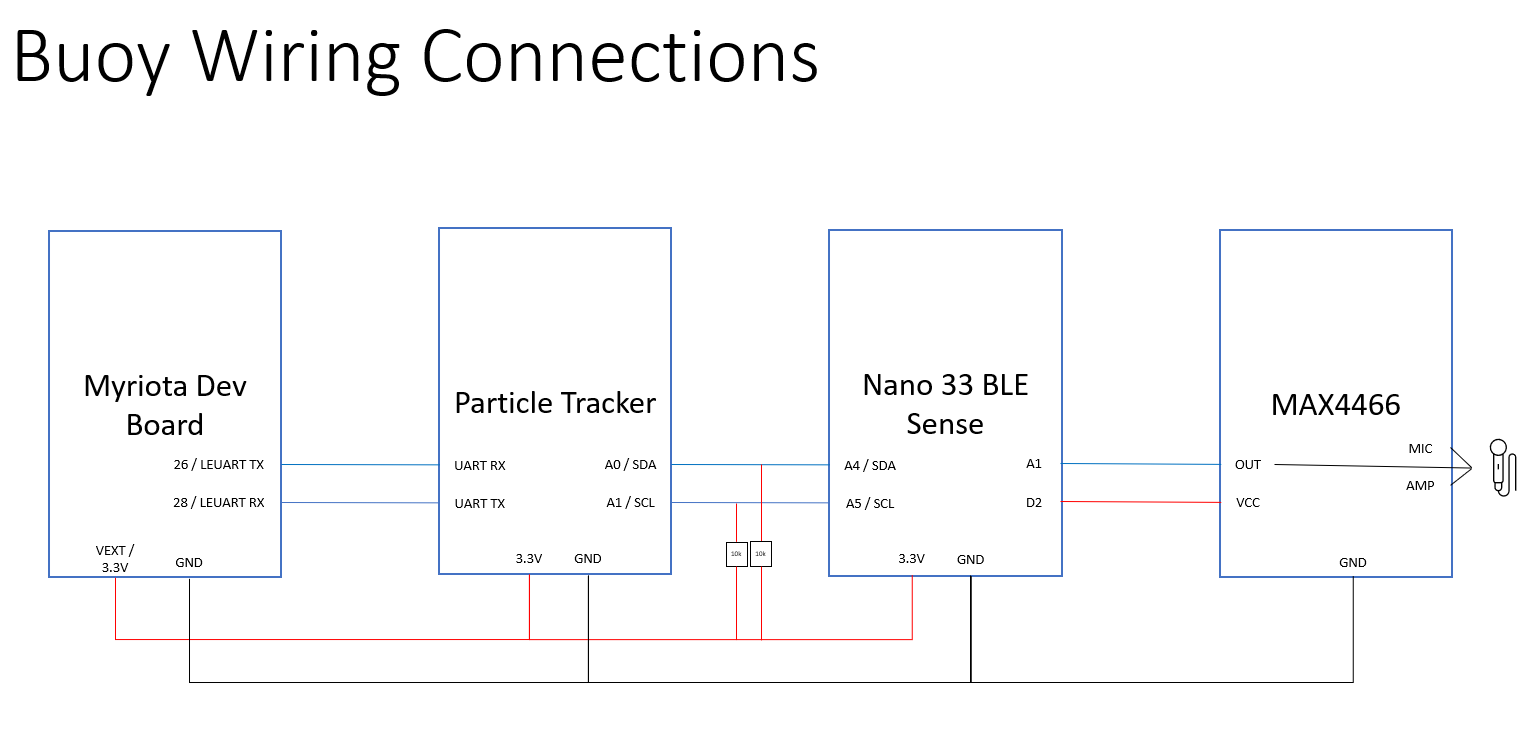 Buoy Wiring Connections
Myriota Dev
Board
26 / LEUART TX
28 / LEUART RX
VEXT /
3.3V
GND
Particle Tracker
UART RX
A0 / SDA
UART TX
A1 / SCL
3.3V
GND
10k
10k
Nano 33 BLE
Sense
A4 / SDA
A1
A5 / SCL
D2
3.3V
GND
MAX4466
MIC
OUT
AMP
VCC
GND